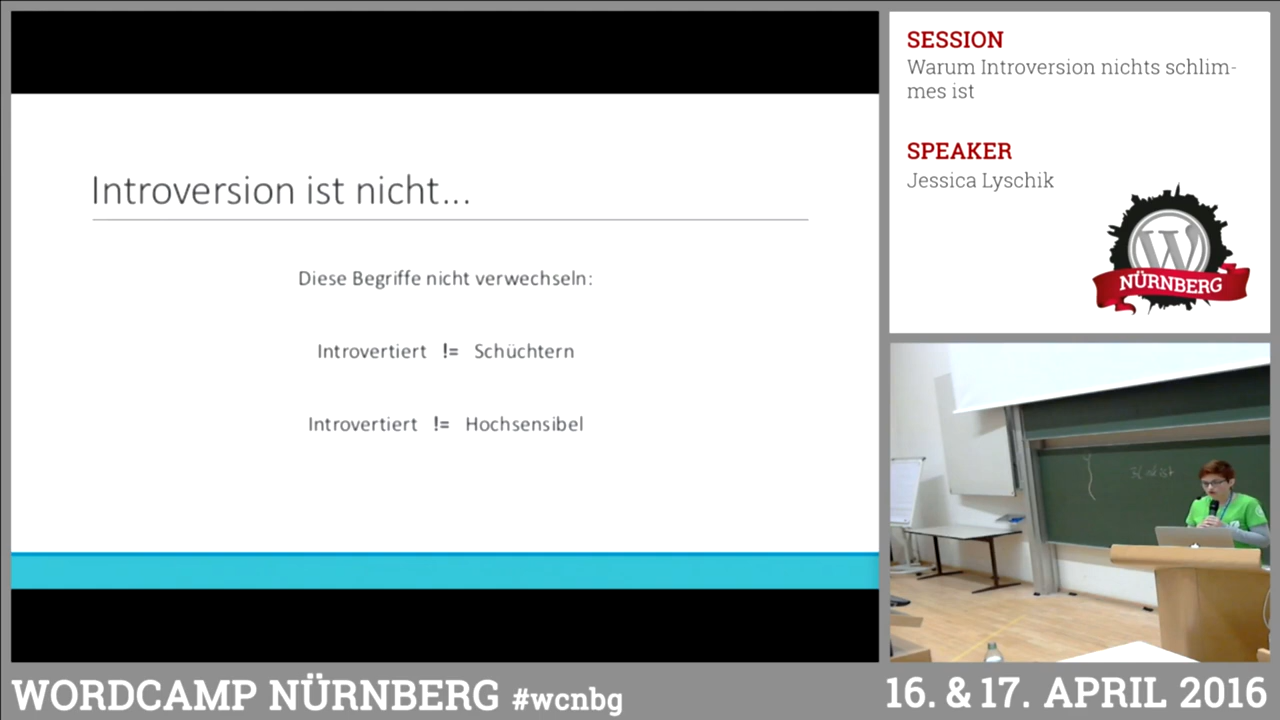 Introversion ist nicht...
Diese Begriffe nicht verwechseln:
Introvertiert != Schüchtern
Introvertiert != Hochsensibel
SESSION
Warum Introversion nichts schlim-
mes ist
SPEAKER
Jessica Lyschik
W
NÜRNBERG
WORDCAMP NÜRNBERG #wcnbg
16. & 17. APRIL 2016